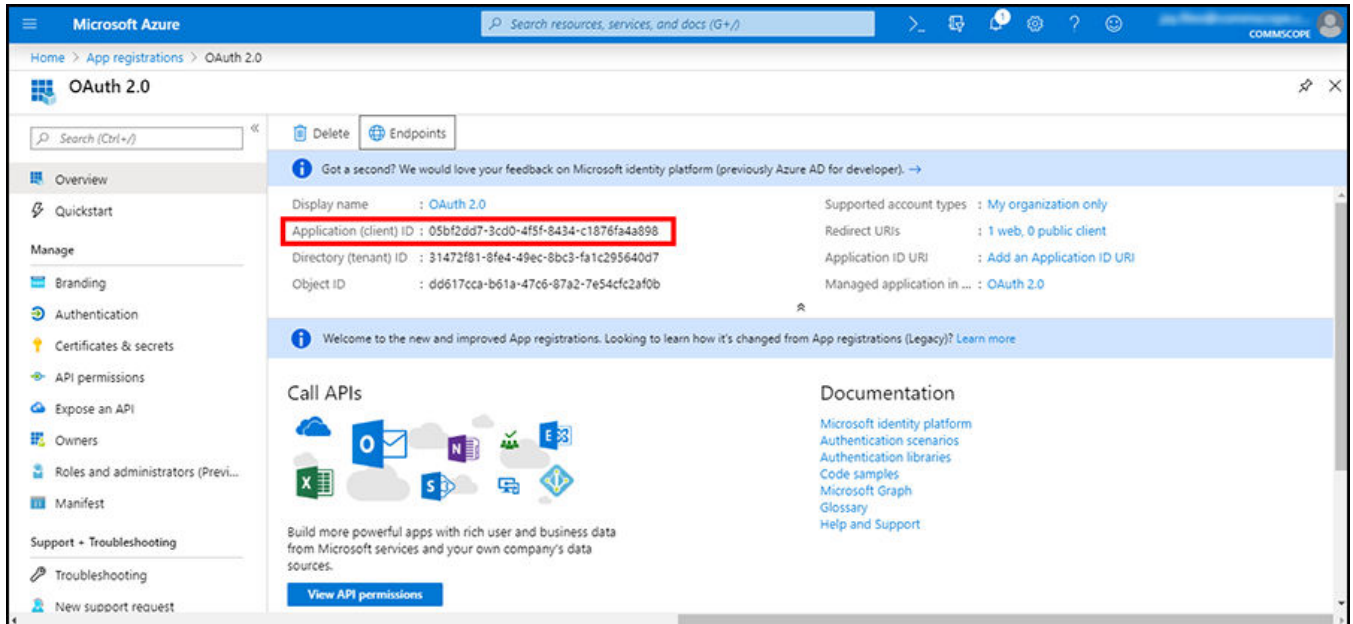 Microsoft Azure
Search resources, services, and docs (G+/)
1
COMMSCOPE
Home > App registrations > OAuth 2.0
OAuth 2.0
Search (Ctrl+/)
Delete
Endpoints
Got a second? We would love your feedback on Microsoft identity platform (previously Azure AD for developer). →
Overview
Quickstart
Manage
Branding
Authentication
Certificates & secrets
API permissions
Expose an API
Owners
Roles and administrators (Previ...
Manifest
Support + Troubleshooting
Troubleshooting
New support request
Display name : OAuth 2.0
Application (client) ID : 05bf2dd7-3cd0-4f5f-8434-c1876fa4a898
Directory (tenant) ID : 31472f81-8fe4-49ec-8bc3-fa1c295640d7
Object ID : dd617cca-b61a-47c6-87a2-7e54cfc2af0b
Supported account types : My organization only
Redirect URIs : 1 web, 0 public client
Application ID URI : Add an Application ID URI
Managed application in ... : OAuth 2.0
Welcome to the new and improved App registrations. Looking to learn how it's changed from App registrations (Legacy)? Learn more
Call APIs
O
N
E
X
S
Build more powerful apps with rich user and business data
from Microsoft services and your own company's data
sources.
View API permissions
Documentation
Microsoft identity platform
Authentication scenarios
Authentication libraries
Code samples
Microsoft Graph
Glossary
Help and Support